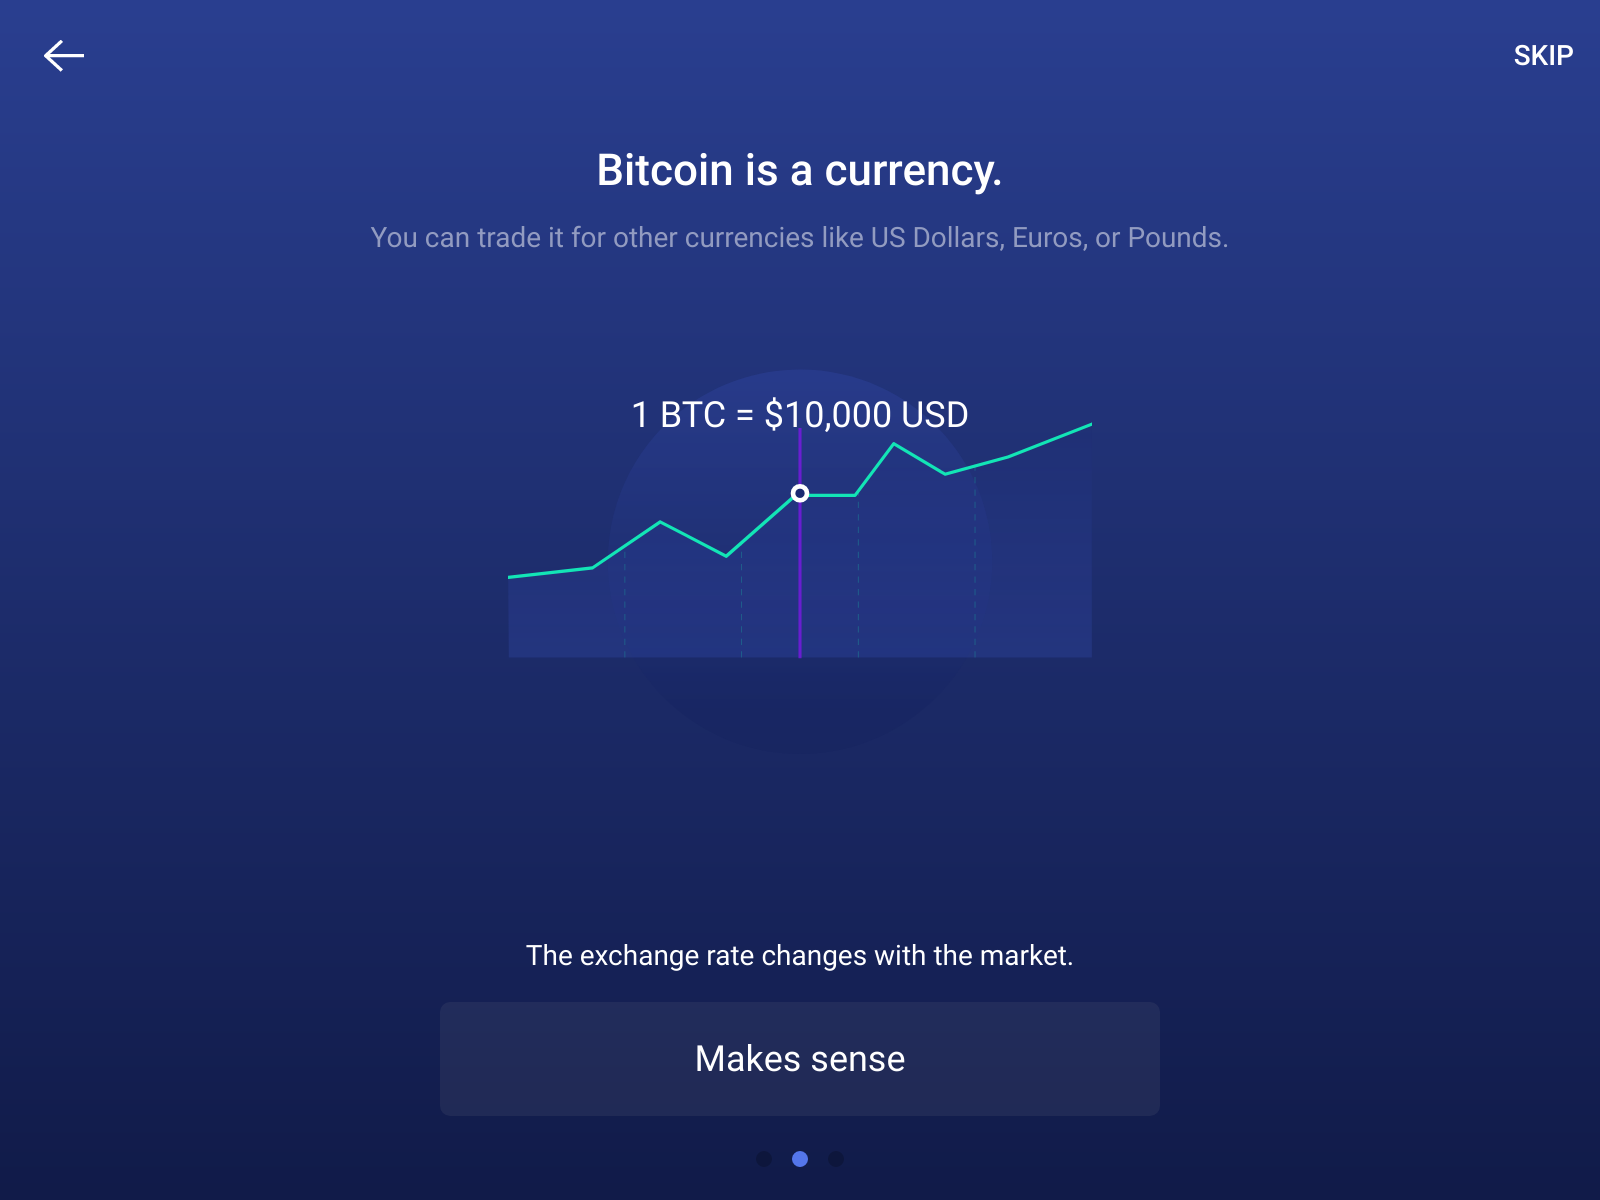 SKIP
Bitcoin is a currency.
You can trade it for other currencies like US Dollars, Euros, or Pounds.
1 BTC = $10,000 USD
The exchange rate changes with the market.
Makes sense